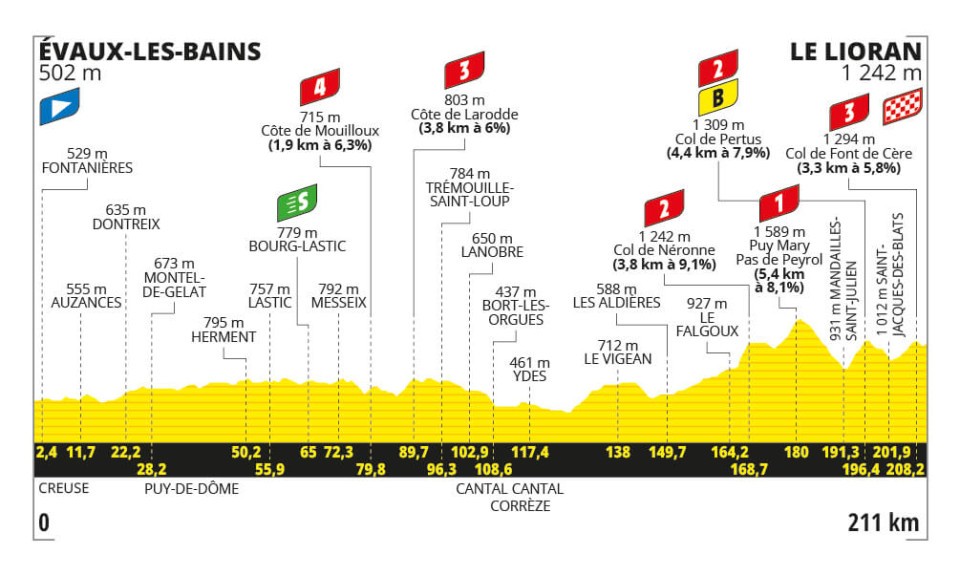 ÉVAUX-LES-BAINS
502 m
LE LIORAN
1 242 m
529 m
FONTANIÈRES
555 m
AUZANCES
635 m
DONTREIX
673 m
MONTEL-
DE-GELAT
795 m
HERMENT
757 m
LASTIC
S
779 m
BOURG-LASTIC
792 m
MESSEIX
4
715 m
Côte de Mouilloux
(1,9 km à 6,3%)
3
803 m
Côte de Larodde
(3,8 km à 6%)
784 m
TRÉMOUILLE-
SAINT-LOUP
650 m
LANOBRE
437 m
BORT-LES-
ORGUES
461 m
YDES
712 m
LE VIGEAN
588 m
LES ALDIÈRES
927 m
LE
FALGOUX
2
1 242 m
Col de Néronne
(3,8 km à 9,1%)
1
1 589 m
Puy Mary
Pas de Peyrol
(5,4 km
à 8,1%)
931 m MANDAILLES-
SAINT-JULIEN
2
B
1 309 m
Col de Pertus
(4,4 km à 7,9%)
1 012 m SAINT-
JACQUES-DES-BLATS
3
1 294 m
Col de Font de Cère
(3,3 km à 5,8%)
2,4 11,7 22,2 50,2 65 72,3 89,7 102,9 117,4 138 149,7 164,2 180 191,3 201,9
28,2 55,9 79,8 96,3 108,6 168,7 196,4 208,2
CREUSE PUY-DE-DÔME CANTAL CANTAL
CORRÈZE
0
211 km